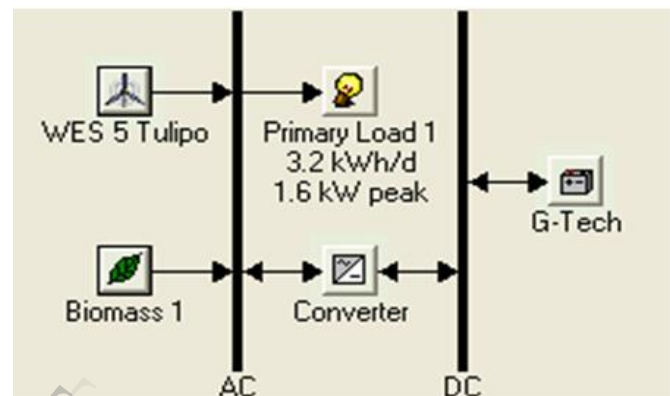 WES 5 Tulipo
Primary Load 1
3.2 kWh/d
1.6 kW peak
G-Tech
Biomass 1
Converter
AC
DC